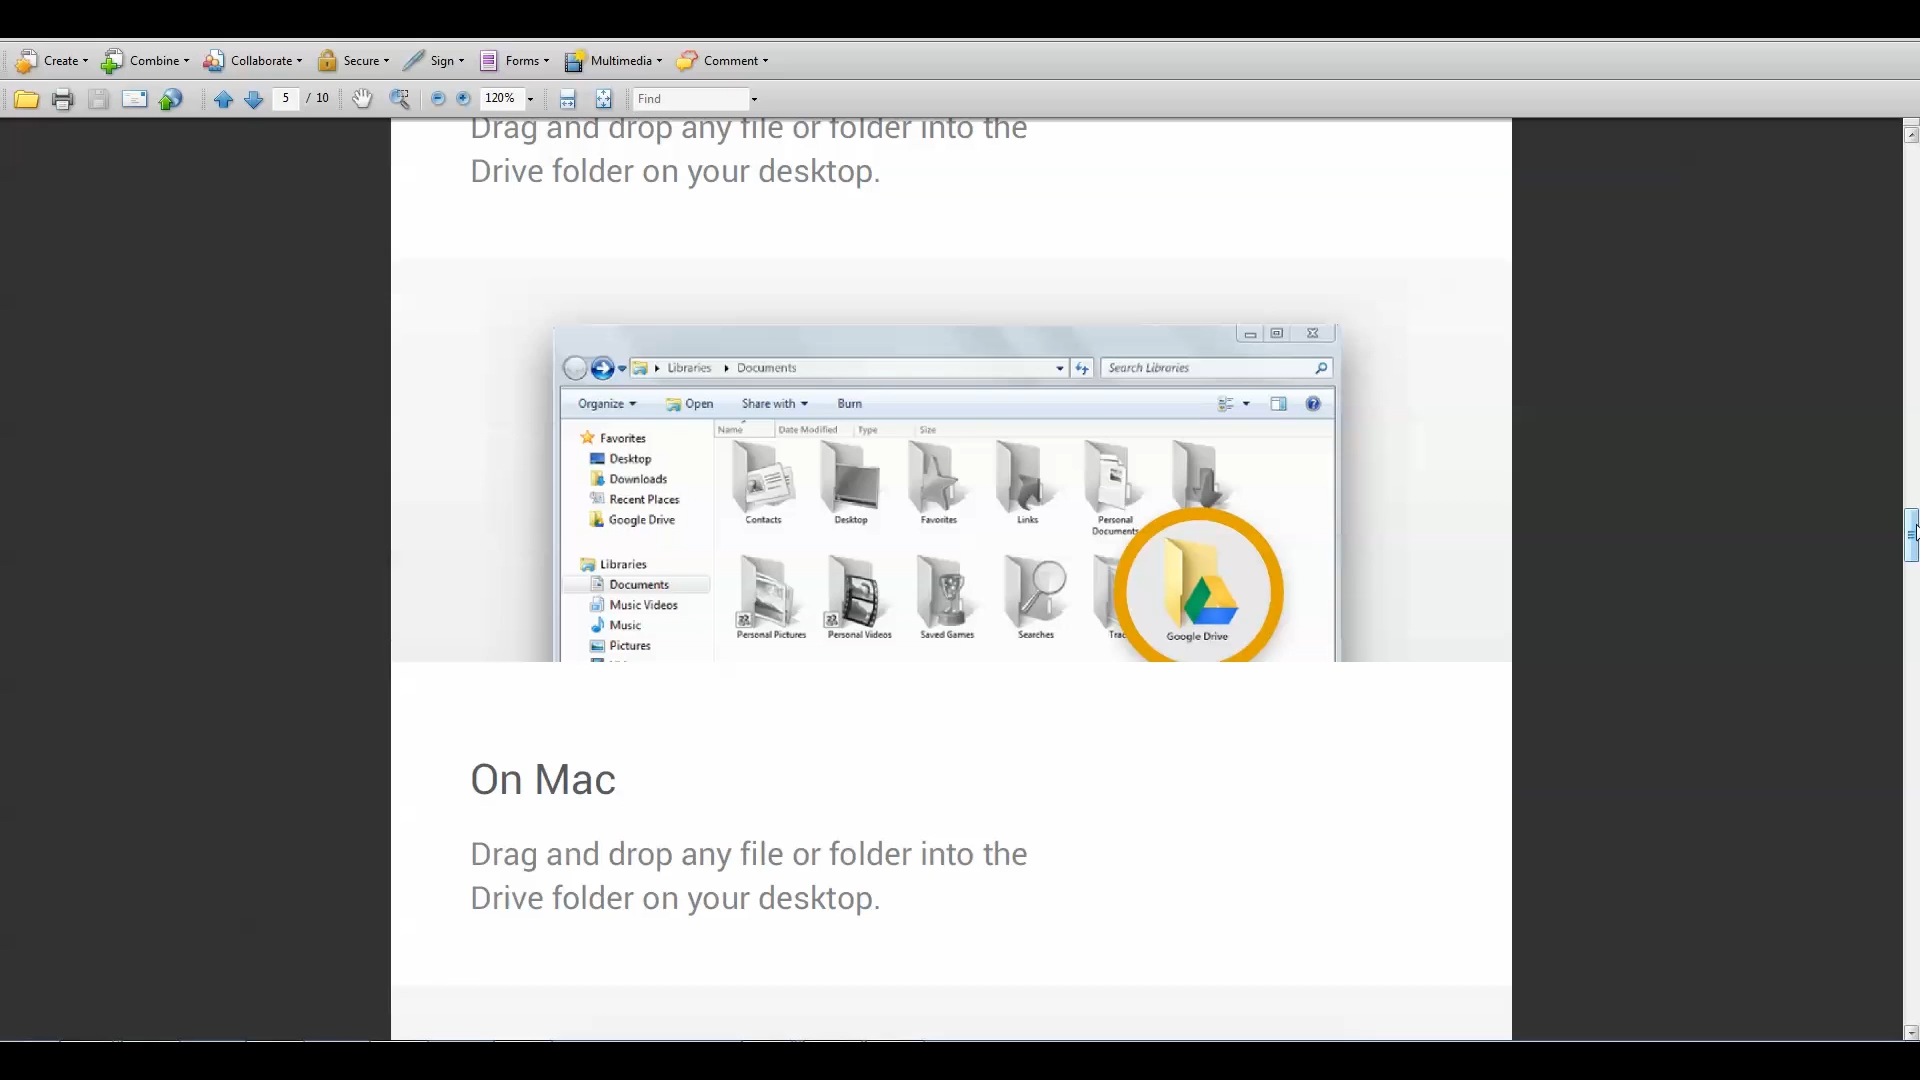 Create Combine Collaborate Secure Sign Forms Multimedia Comment
5 / 10 120% Find
Drag and drop any file or folder into the
Drive folder on your desktop.
Libraries Documents Search Libraries
Organize Open Share with Burn
Name Date Modified Type Size
Favorites
Desktop
Downloads
Recent Places
Google Drive
Libraries
Documents
Music Videos
Music
Pictures
Contacts Desktop Favorites Links Personal
Documents
Personal Pictures Personal Videos Saved Games Searches Google Drive
On Mac
Drag and drop any file or folder into the
Drive folder on your desktop.